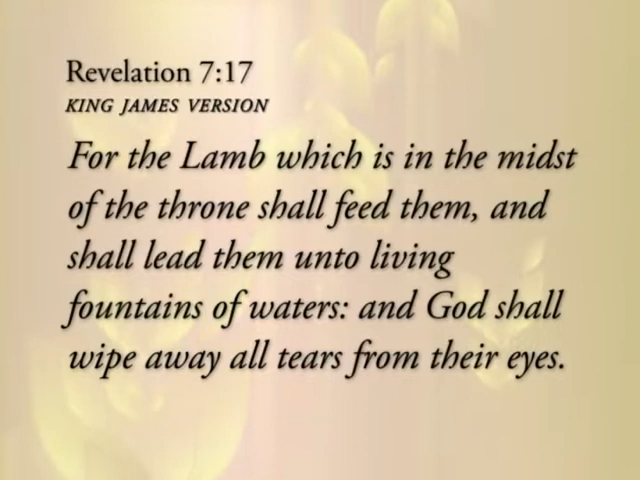 Revelation 7:17
KING JAMES VERSION
For the Lamb which is in the midst
of the throne shall feed them, and
shall lead them unto living
fountains of waters: and God shall
wipe away all tears from their eyes.